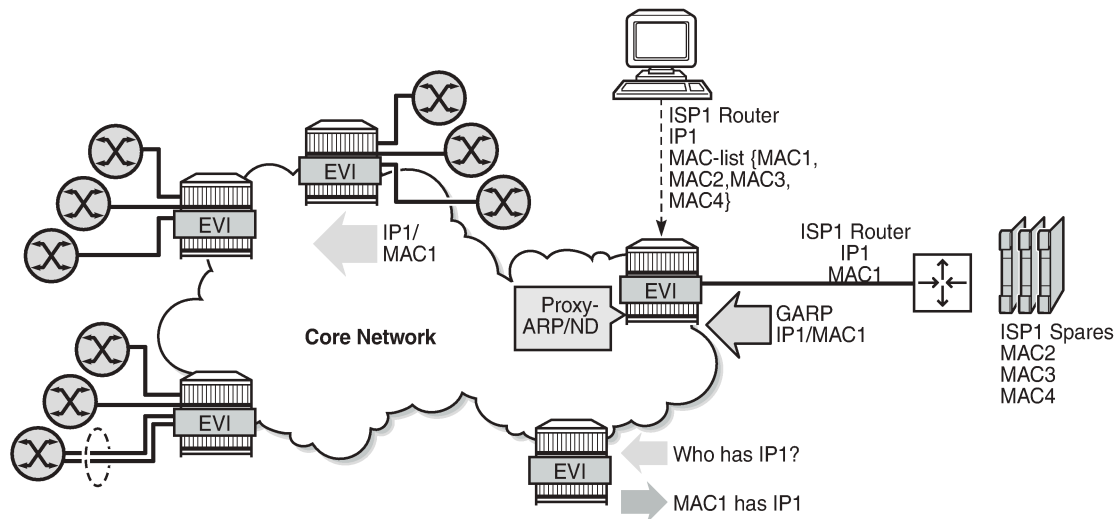 ISP1 Router
IP1
MAC-list {MAC1,
MAC2,MAC3,
MAC4}
EVI
EVI
IP1/
MAC1
ISP1 Router
IP1
MAC1
EVI
Proxy-
ARP/ND
GARP
IP1/MAC1
ISP1 Spares
MAC2
MAC3
MAC4
Core Network
EVI
EVI
Who has IP1?
MAC1 has IP1